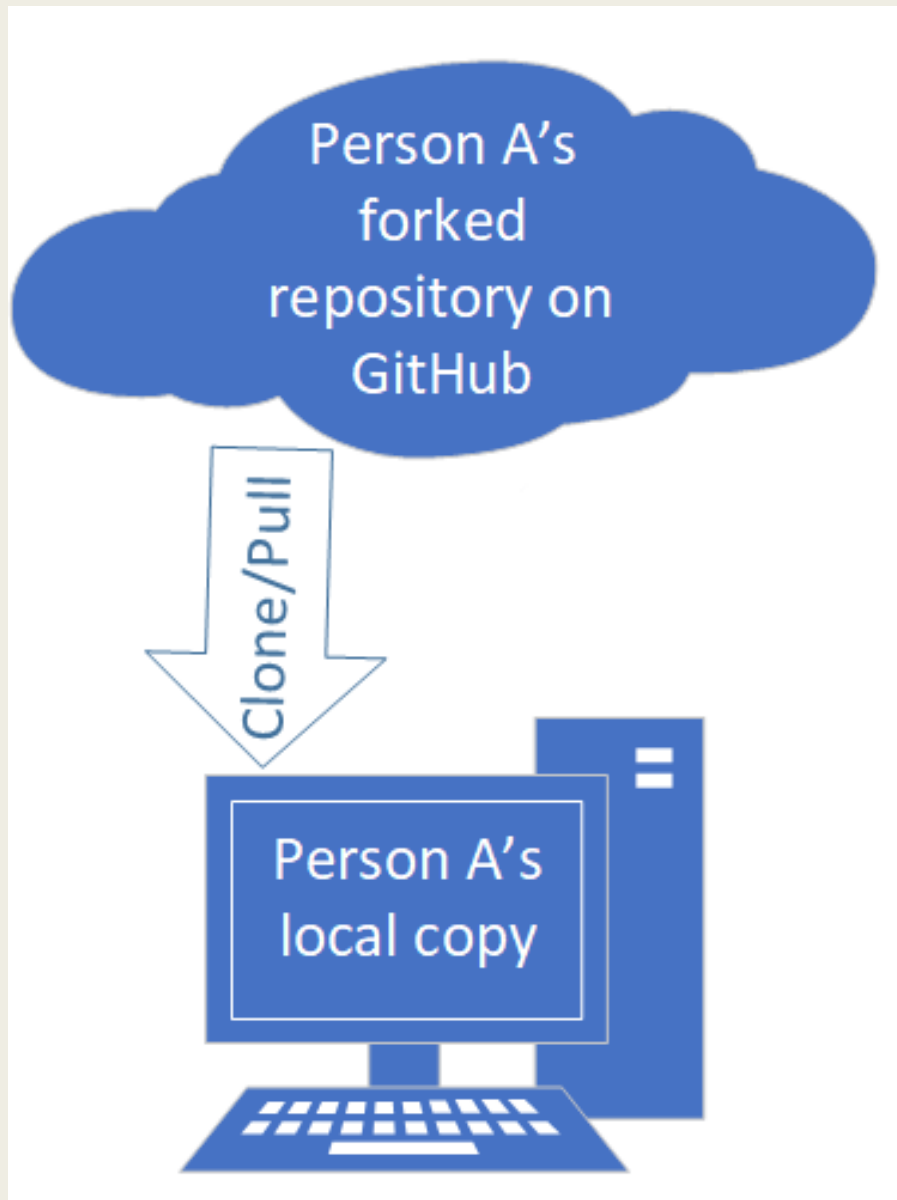 Person A’s
forked
repository on
GitHub
Clone/Pull
Person A’s
local copy